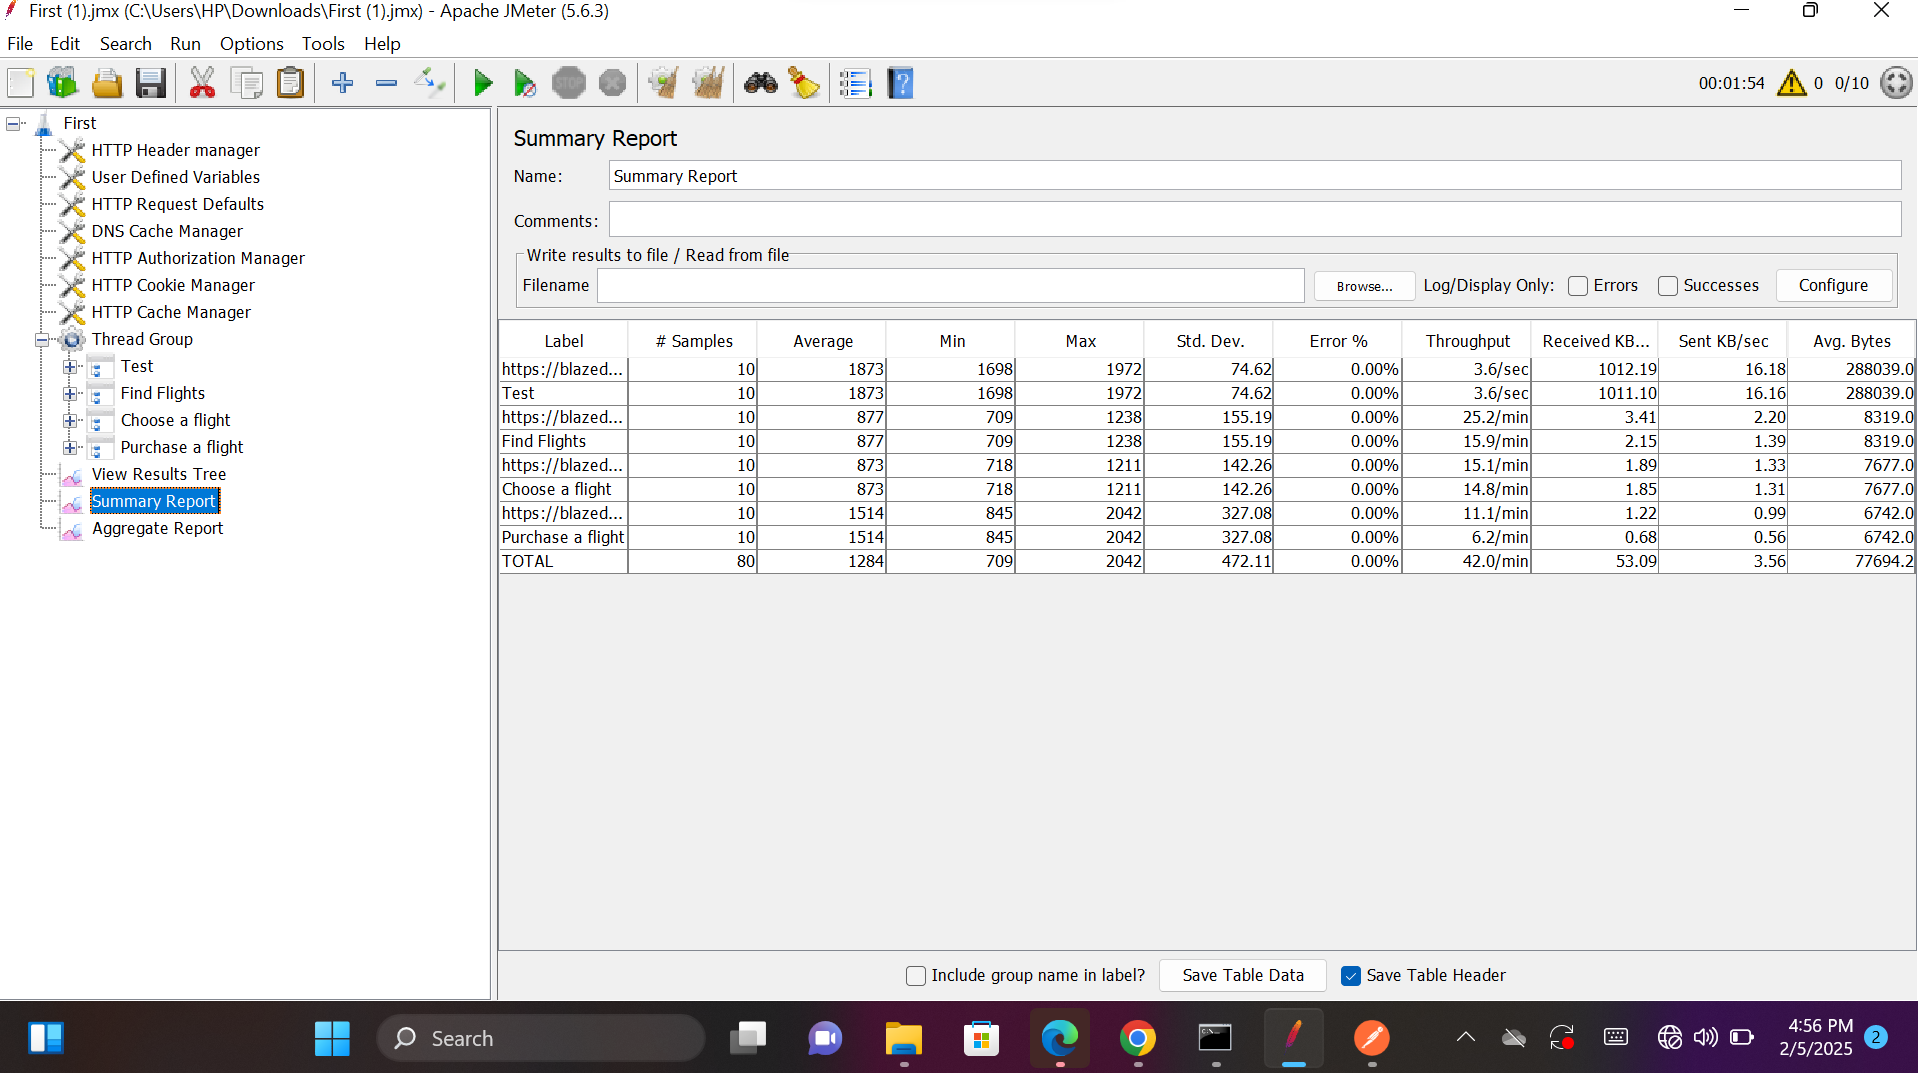 First (1).jmx (C:\Users\HP\Downloads\First (1).jmx) - Apache JMeter (5.6.3)
File Edit Search Run Options Tools Help
STOP
00:01:54 0 0/10
First
HTTP Header manager
User Defined Variables
HTTP Request Defaults
DNS Cache Manager
HTTP Authorization Manager
HTTP Cookie Manager
HTTP Cache Manager
Thread Group
Test
Find Flights
Choose a flight
Purchase a flight
View Results Tree
Summary Report
Aggregate Report
Summary Report
Name: Summary Report
Comments:
Write results to file / Read from file
Filename Browse... Log/Display Only: Errors Successes Configure
Label # Samples Average Min Max Std. Dev. Error % Throughput Received KB... Sent KB/sec Avg. Bytes
https://blazed... 10 1873 1698 1972 74.62 0.00% 3.6/sec 1012.19 16.18 288039.0
Test 10 1873 1698 1972 74.62 0.00% 3.6/sec 1011.10 16.16 288039.0
https://blazed... 10 877 709 1238 155.19 0.00% 25.2/min 3.41 2.20 8319.0
Find Flights 10 877 709 1238 155.19 0.00% 15.9/min 2.15 1.39 8319.0
https://blazed... 10 873 718 1211 142.26 0.00% 15.1/min 1.89 1.33 7677.0
Choose a flight 10 873 718 1211 142.26 0.00% 14.8/min 1.85 1.31 7677.0
https://blazed... 10 1514 845 2042 327.08 0.00% 11.1/min 1.22 0.99 6742.0
Purchase a flight 10 1514 845 2042 327.08 0.00% 6.2/min 0.68 0.56 6742.0
TOTAL 80 1284 709 2042 472.11 0.00% 42.0/min 53.09 3.56 77694.2
Include group name in label? Save Table Data Save Table Header
Search
4:56 PM
2/5/2025
2